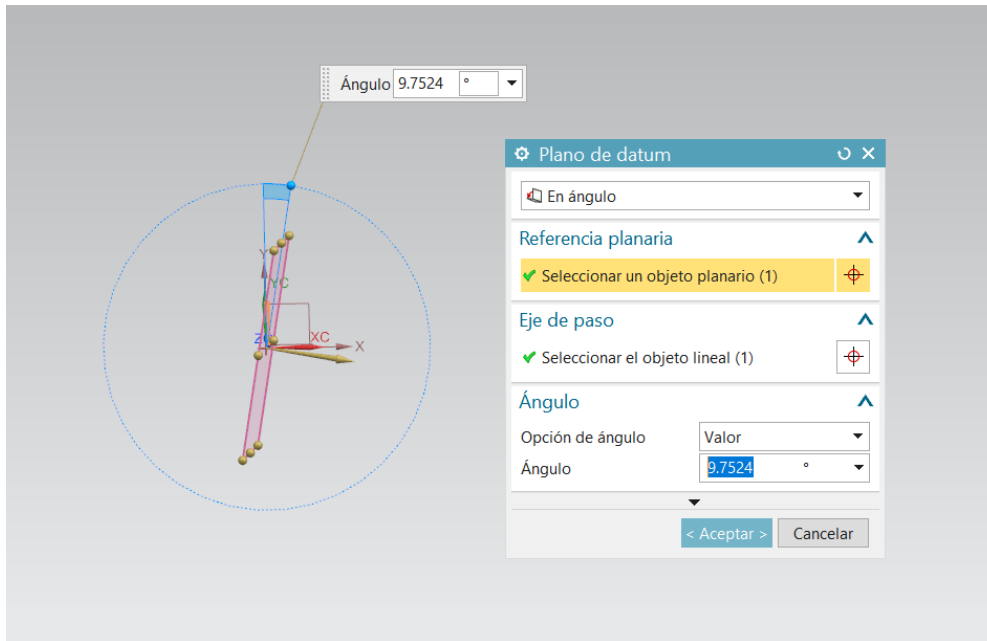 Ángulo 9.7524 °
Plano de datum
En ángulo
Referencia planaria
Seleccionar un objeto planario (1)
Eje de paso
Seleccionar el objeto lineal (1)
Ángulo
Opción de ángulo Valor
Ángulo 9.7524 °
< Aceptar > Cancelar
Y
YC
Z
XC
X